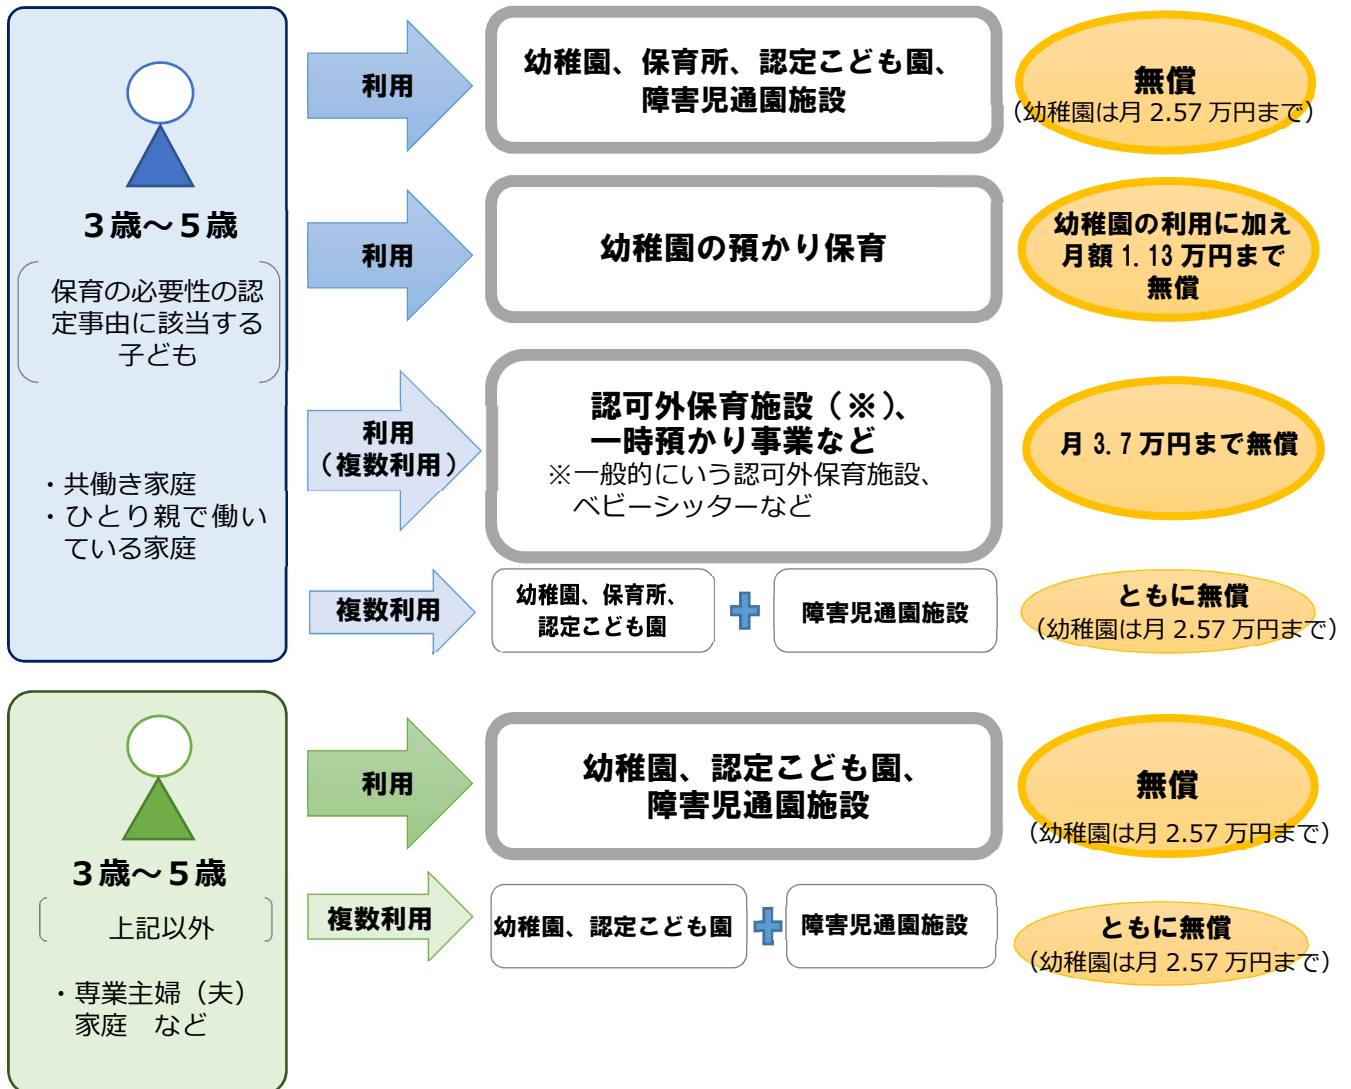 ３歳～５歳
保育の必要性の認
定事由に該当する
子ども
・共働き家庭
・ひとり親で働い
ている家庭
利用
幼稚園、保育所、認定こども園、
障害児通園施設
無償
（幼稚園は月 2.57 万円まで）
利用
幼稚園の預かり保育
幼稚園の利用に加え
月額 1.13 万円まで
無償
利用
（複数利用）
認可外保育施設（※）、
一時預かり事業など
※一般的にいう認可外保育施設、
ベビーシッターなど
月 3.7 万円まで無償
複数利用
幼稚園、保育所、
認定こども園
障害児通園施設
ともに無償
（幼稚園は月 2.57 万円まで）
３歳～５歳
上記以外
・専業主婦（夫）
家庭　など
利用
幼稚園、認定こども園、
障害児通園施設
無償
（幼稚園は月 2.57 万円まで）
複数利用
幼稚園、認定こども園
障害児通園施設
ともに無償
（幼稚園は月 2.57 万円まで）